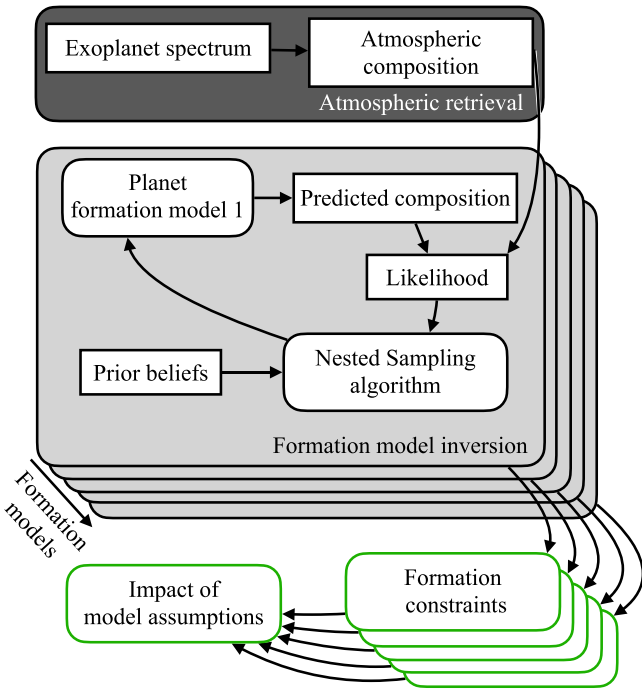 Exoplanet spectrum
Atmospheric
composition
Atmospheric retrieval
Planet
formation model 1
Predicted composition
Likelihood
Nested Sampling
algorithm
Prior beliefs
Formation model inversion
Formation
models
Formation
constraints
Impact of
model assumptions